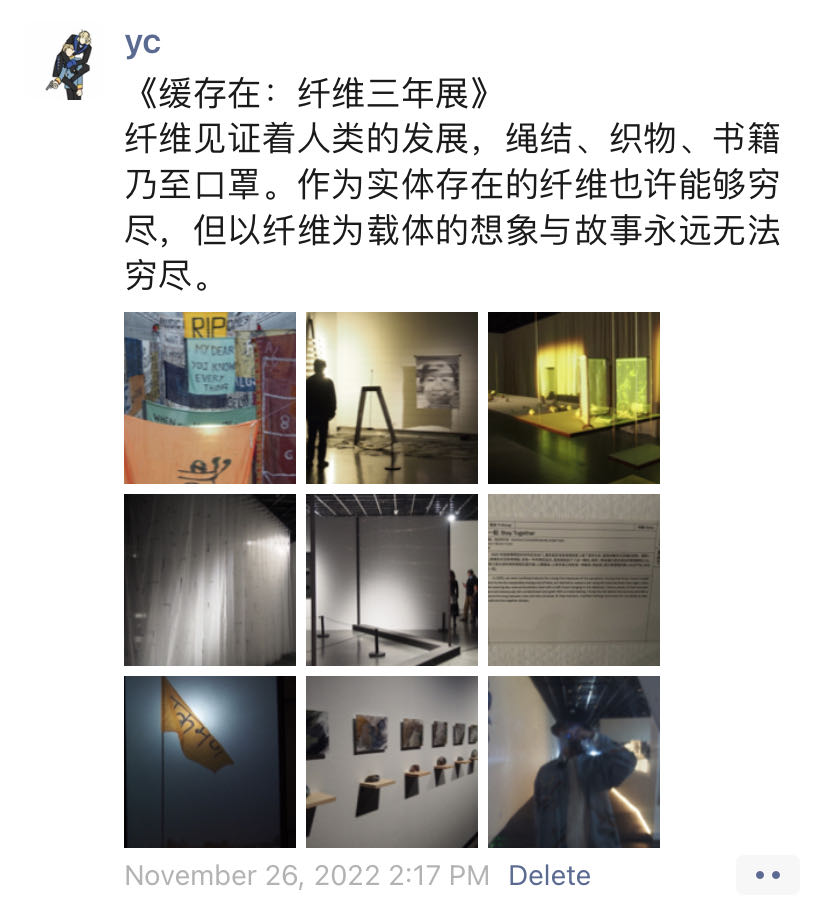 yc
《缓存在：纤维三年展》
纤维见证着人类的发展，绳结、织物、书籍
乃至口罩。作为实体存在的纤维也许能够穷
尽，但以纤维为载体的想象与故事永远无法
穷尽。
RIP
MY DEAR
YOU KNOW
EVERY
THING
WHEN
Stay Together
November 26, 2022 2:17 PM Delete